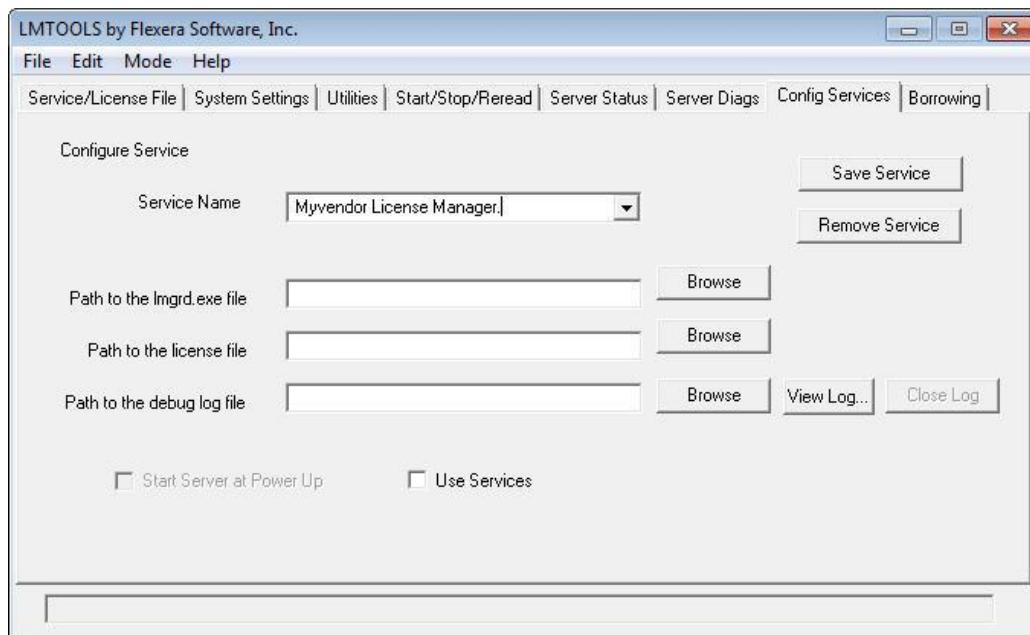 LMTOOLS by Flexera Software, Inc.
File Edit Mode Help
Service/License File System Settings Utilities Start/Stop/Reread Server Status Server Diags Config Services Borrowing
Configure Service
Save Service
Service Name Myvendor License Manager.
Remove Service
Path to the lmgrd.exe file Browse
Path to the license file Browse
Path to the debug log file Browse View Log... Close Log
Start Server at Power Up Use Services